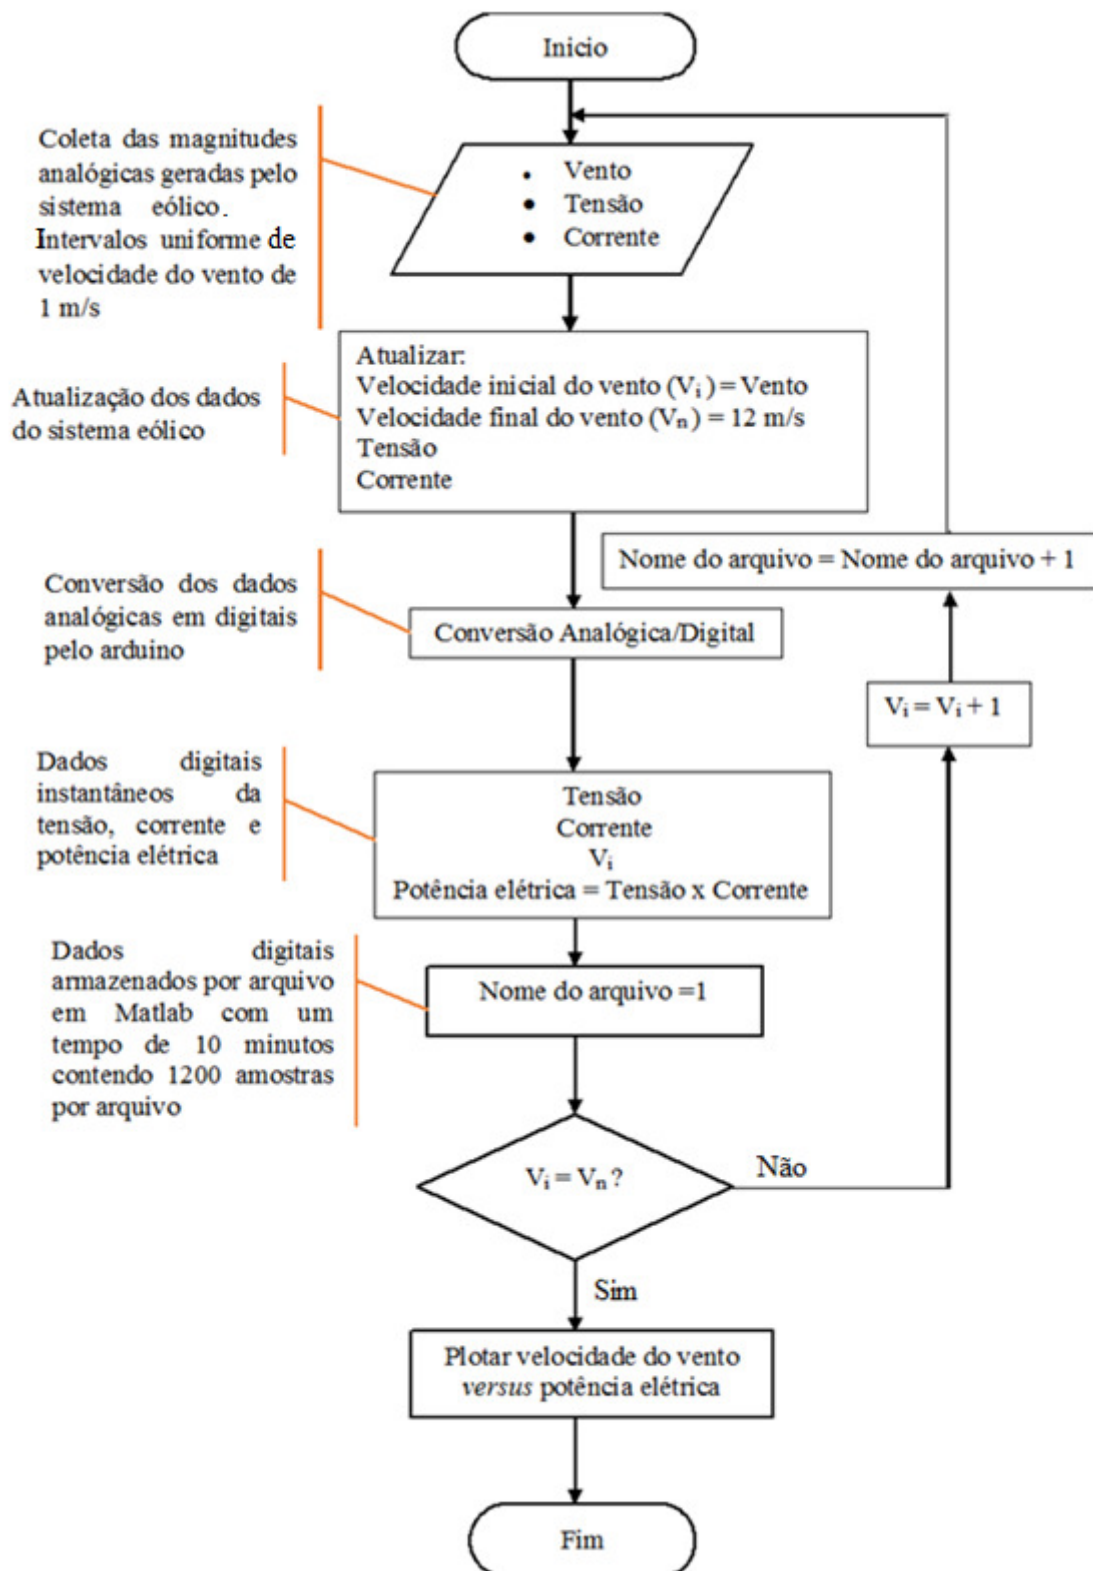 Inicio
Coleta das magnitudes
analógicas geradas pelo
sistema eólico.
Intervalos uniforme de
velocidade do vento de
1 m/s
• Vento
• Tensão
• Corrente
Atualização dos dados
do sistema eólico
Atualizar:
Velocidade inicial do vento (Vᵢ) = Vento
Velocidade final do vento (Vₙ) = 12 m/s
Tensão
Corrente
Nome do arquivo = Nome do arquivo + 1
Conversão dos dados
analógicas em digitais
pelo arduino
Conversão Analógica/Digital
Vᵢ = Vᵢ + 1
Dados digitais
instantâneos da
tensão, corrente e
potência elétrica
Tensão
Corrente
Vᵢ
Potência elétrica = Tensão x Corrente
Dados digitais
armazenados por arquivo
em Matlab com um
tempo de 10 minutos
contendo 1200 amostras
por arquivo
Nome do arquivo =1
Vᵢ = Vₙ ?
Não
Sim
Plotar velocidade do vento
versus potência elétrica
Fim